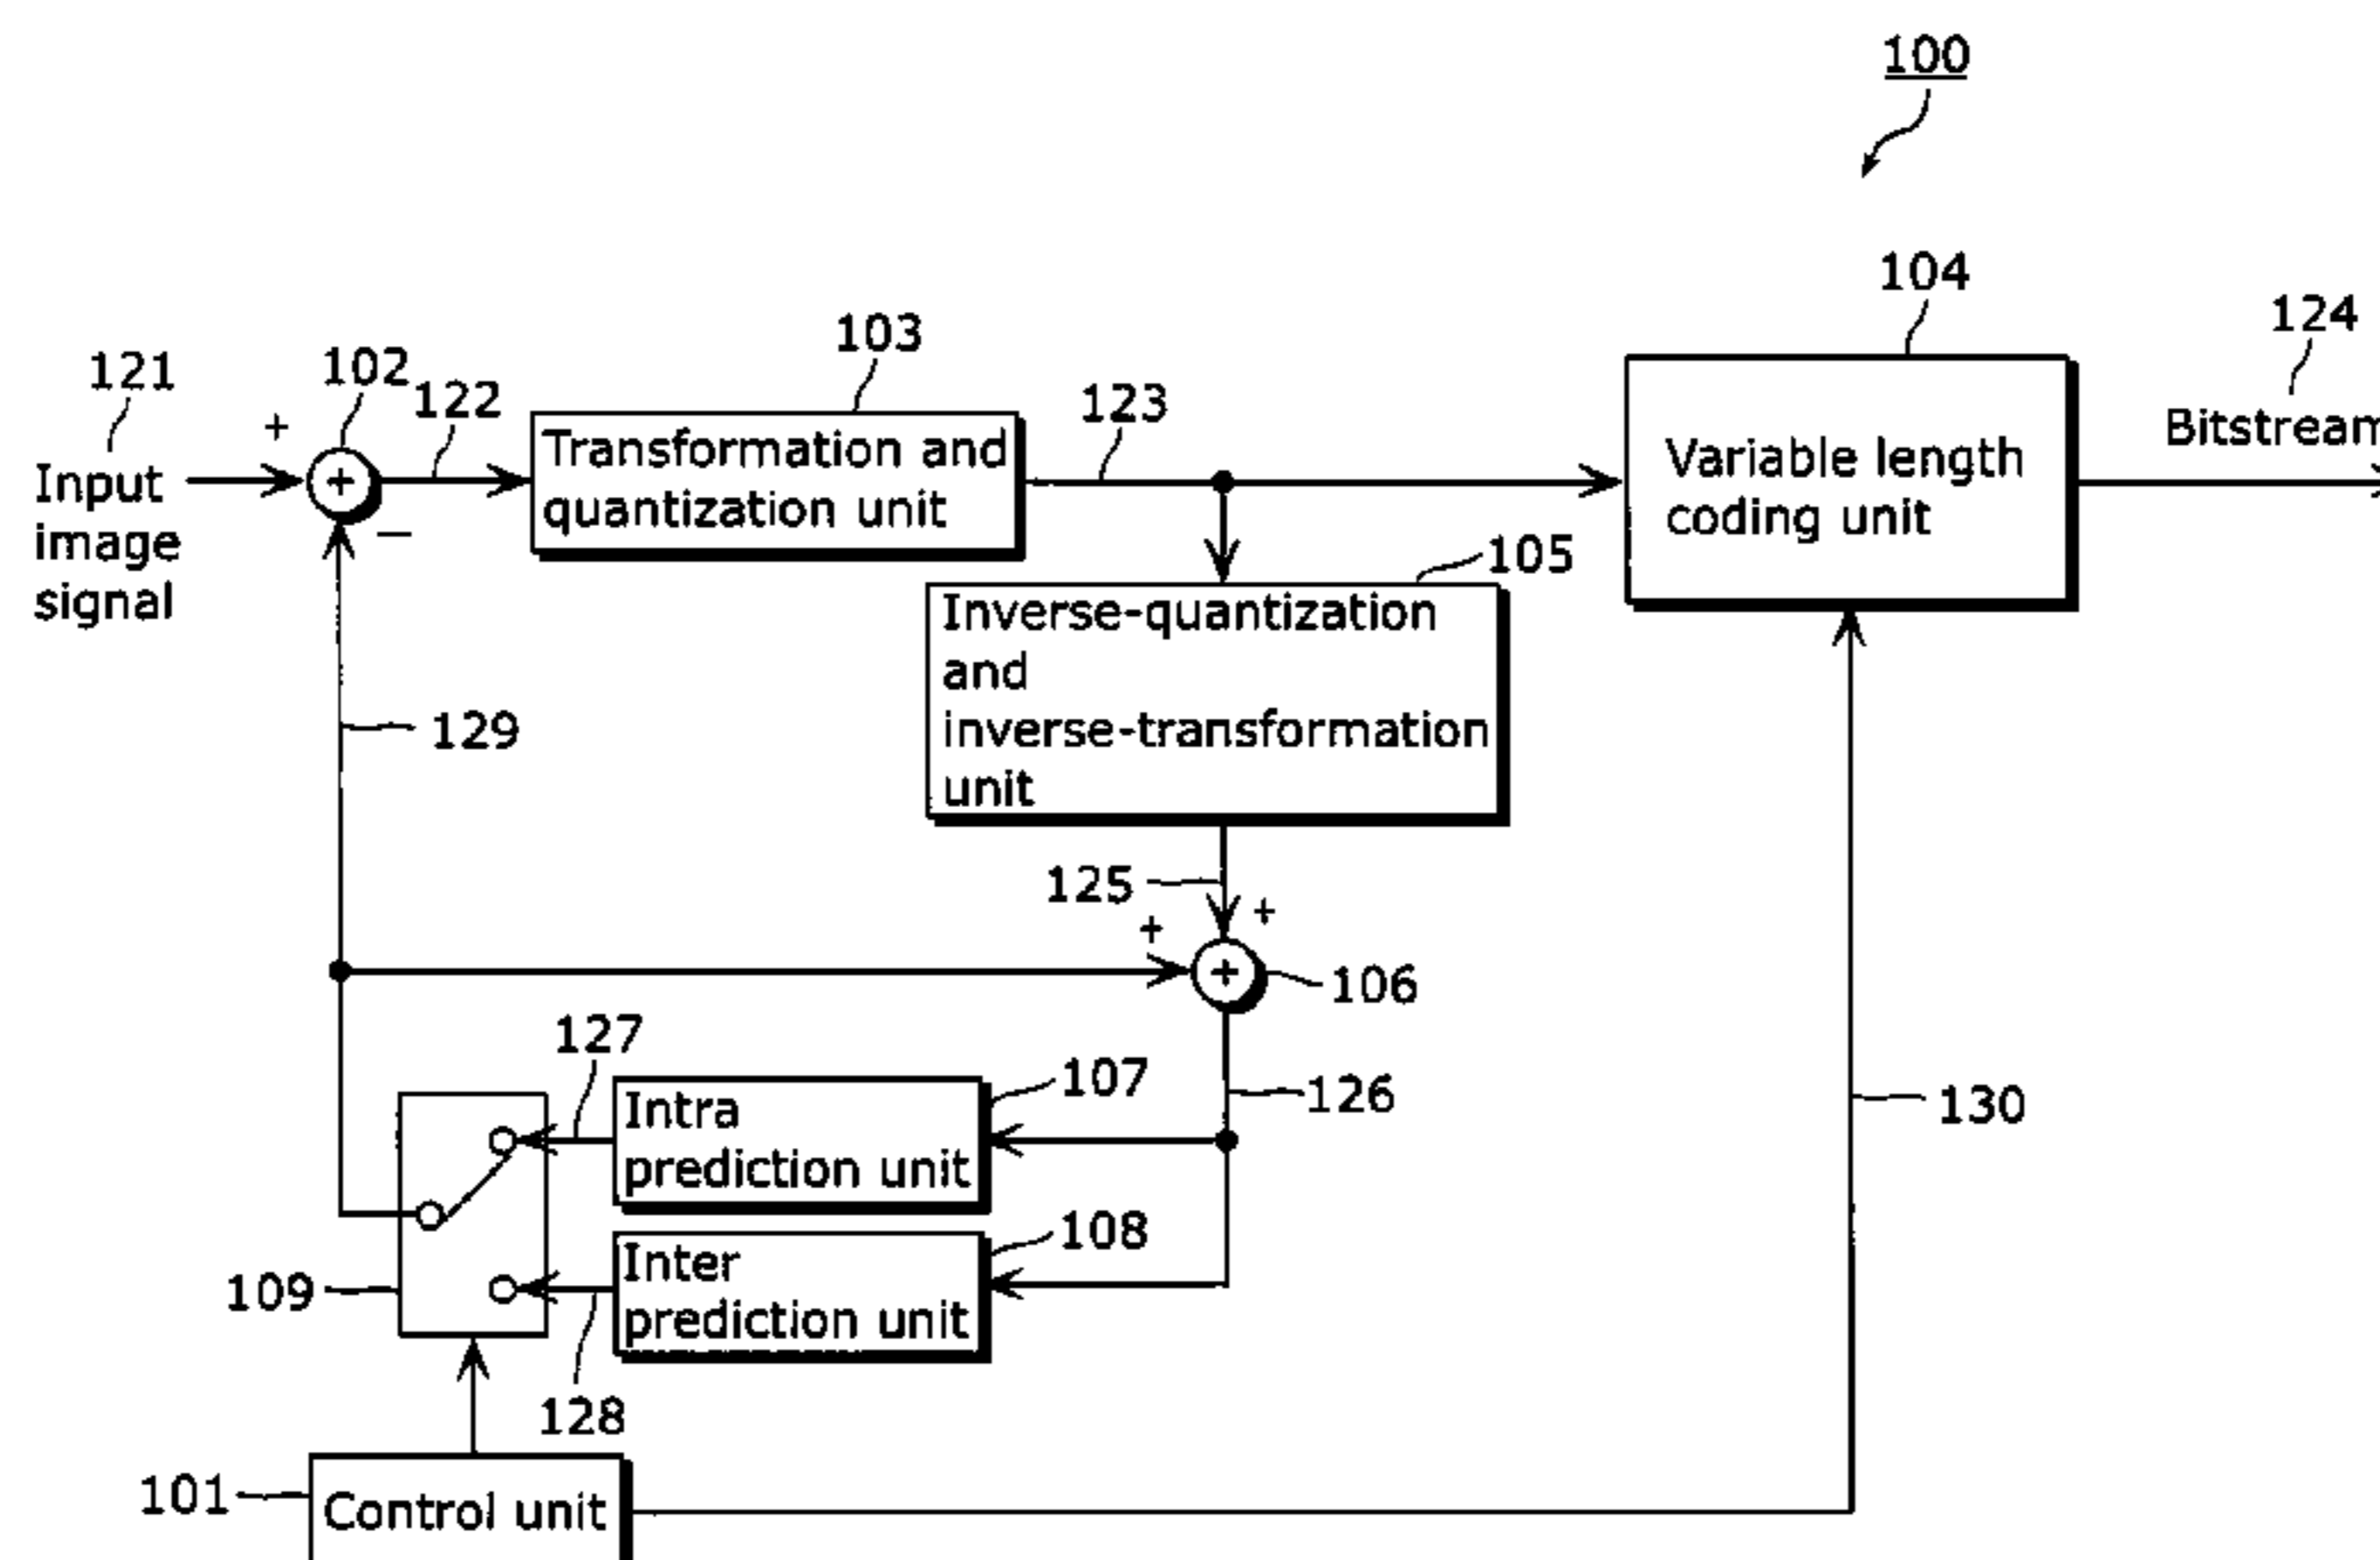 100
104
124
103
121
102
122
123
Bitstream
+
Input
image
signal
+
−
Transformation and
quantization unit
Variable length
coding unit
105
Inverse-quantization
and
inverse-transformation
unit
129
125
+
+
+
106
127
107
126
130
Intra
prediction unit
108
Inter
prediction unit
109
128
101
Control unit